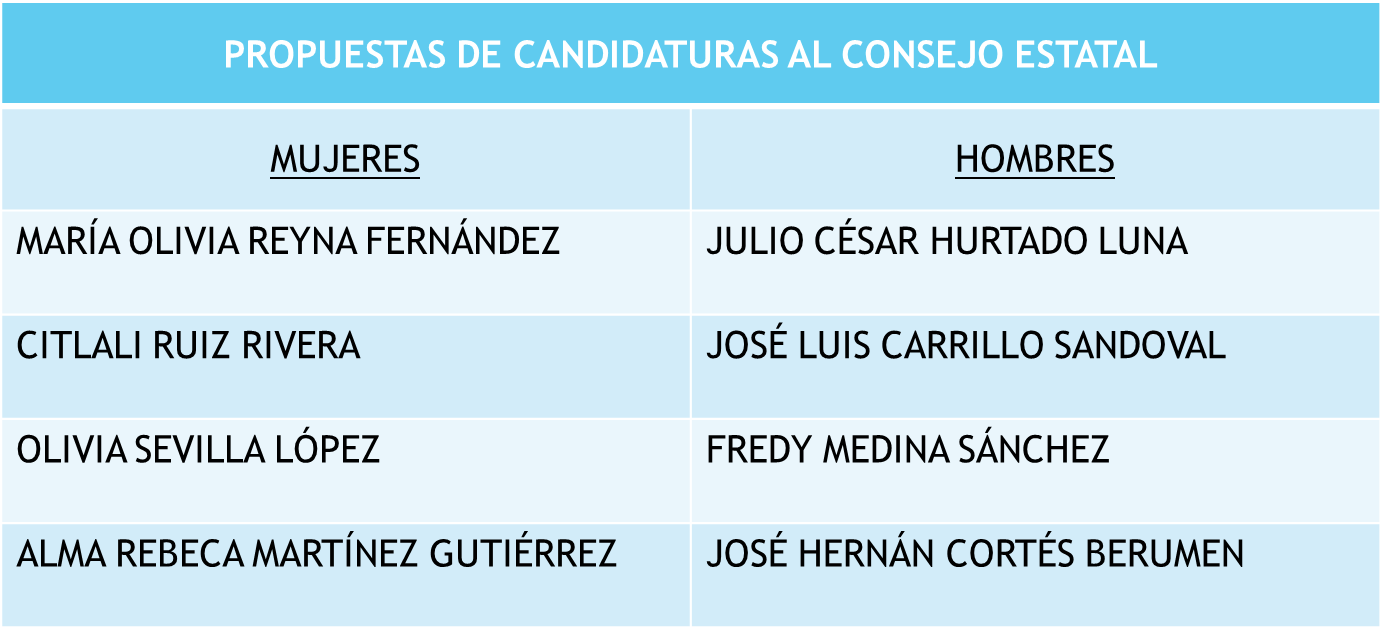 PROPUESTAS DE CANDIDATURAS AL CONSEJO ESTATAL
MUJERES HOMBRES
MARÍA OLIVIA REYNA FERNÁNDEZ JULIO CÉSAR HURTADO LUNA
CITLALI RUIZ RIVERA JOSÉ LUIS CARRILLO SANDOVAL
OLIVIA SEVILLA LÓPEZ FREDY MEDINA SÁNCHEZ
ALMA REBECA MARTÍNEZ GUTIÉRREZ JOSÉ HERNÁN CORTÉS BERUMEN